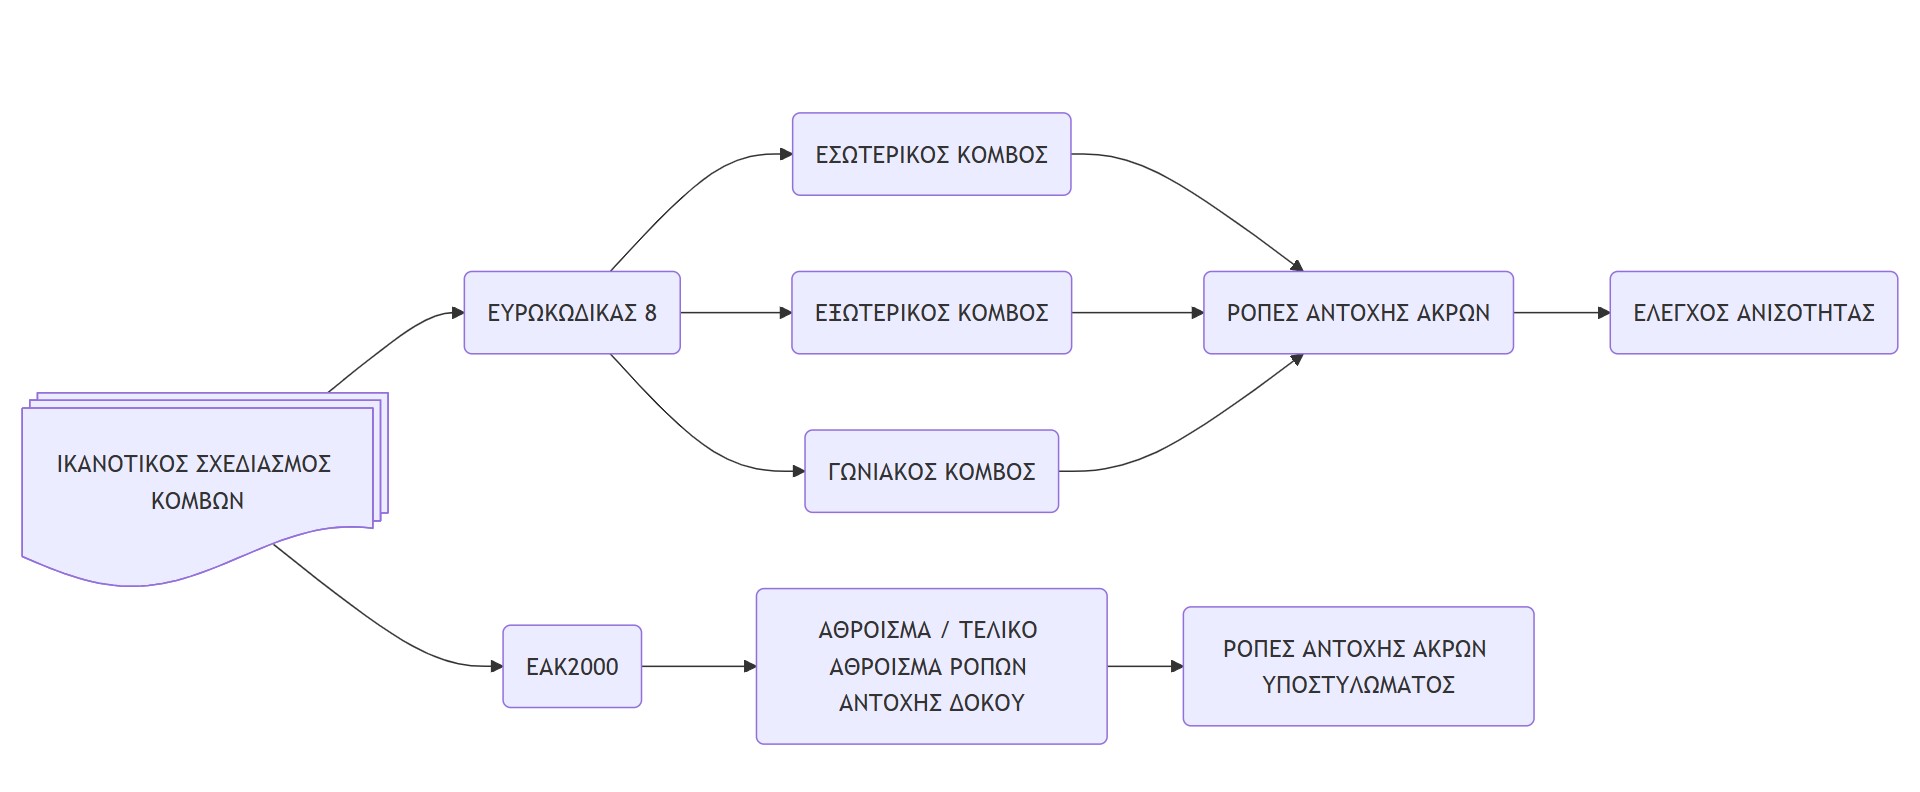 ΙΚΑΝΟΤΙΚΟΣ ΣΧΕΔΙΑΣΜΟΣ
ΚΟΜΒΩΝ
ΕΥΡΩΚΩΔΙΚΑΣ 8
ΕΣΩΤΕΡΙΚΟΣ ΚΟΜΒΟΣ
ΕΞΩΤΕΡΙΚΟΣ ΚΟΜΒΟΣ
ΓΩΝΙΑΚΟΣ ΚΟΜΒΟΣ
ΡΟΠΕΣ ΑΝΤΟΧΗΣ ΑΚΡΩΝ
ΕΛΕΓΧΟΣ ΑΝΙΣΟΤΗΤΑΣ
ΕΑΚ2000
ΑΘΡΟΙΣΜΑ / ΤΕΛΙΚΟ
ΑΘΡΟΙΣΜΑ ΡΟΠΩΝ
ΑΝΤΟΧΗΣ ΔΟΚΟΥ
ΡΟΠΕΣ ΑΝΤΟΧΗΣ ΑΚΡΩΝ
ΥΠΟΣΤΥΛΩΜΑΤΟΣ